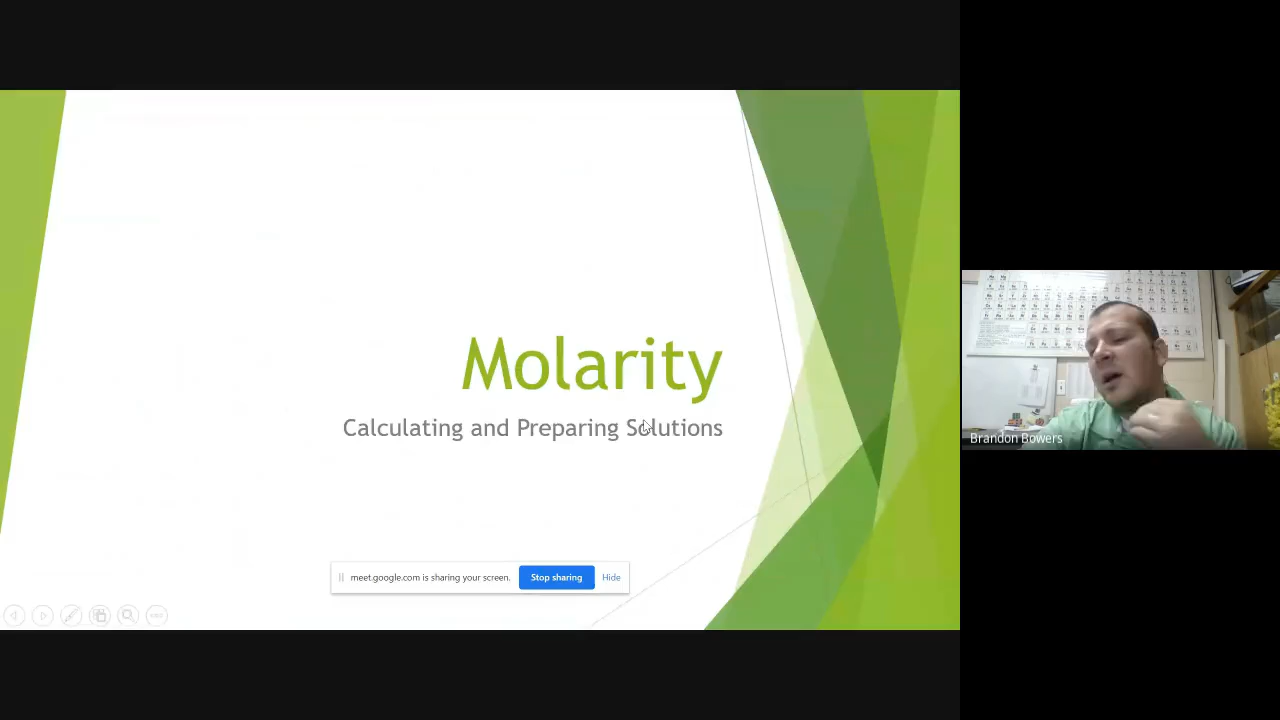 Molarity
Calculating and Preparing Solutions
meet.google.com is sharing your screen. Stop sharing Hide
Brandon Bowers